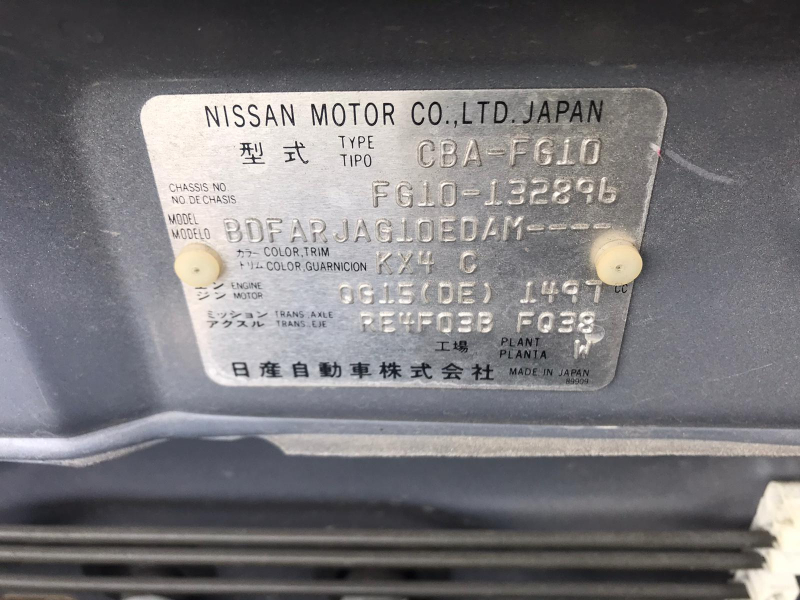 NISSAN MOTOR CO.,LTD. JAPAN
型式 TYPE TIPO CBA-FG10
CHASSIS NO NO DE CHASIS FG10-132896
MODEL MODELO BDFARJAG10EDAM----
カラー COLOR,TRIM
トリム COLOR,GUARNICION KX4 G
エンジン ENGINE MOTOR QG15(DE) 1497 CC
ミッション TRANS. AXLE
アクスル TRANS. EJE RE4F03B FQ38
工場 PLANT PLANTA
日産自動車株式会社 MADE IN JAPAN